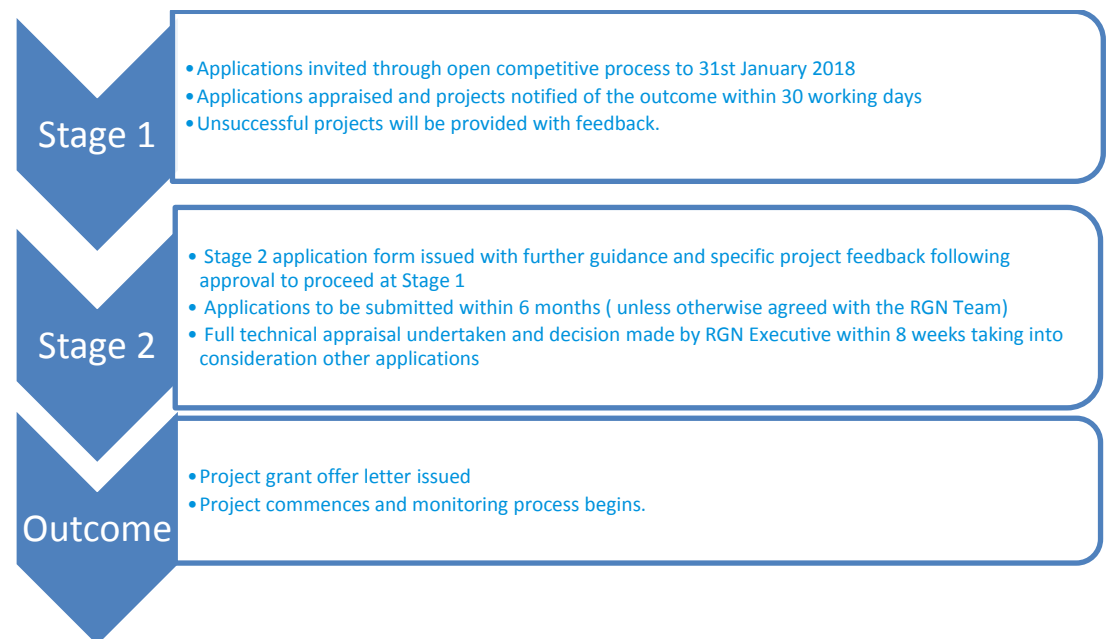 Stage 1
•Applications invited through open competitive process to 31st January 2018
•Applications appraised and projects notified of the outcome within 30 working days
•Unsuccessful projects will be provided with feedback.
Stage 2
• Stage 2 application form issued with further guidance and specific project feedback following
approval to proceed at Stage 1
• Applications to be submitted within 6 months ( unless otherwise agreed with the RGN Team)
• Full technical appraisal undertaken and decision made by RGN Executive within 8 weeks taking into
consideration other applications
Outcome
•Project grant offer letter issued
•Project commences and monitoring process begins.